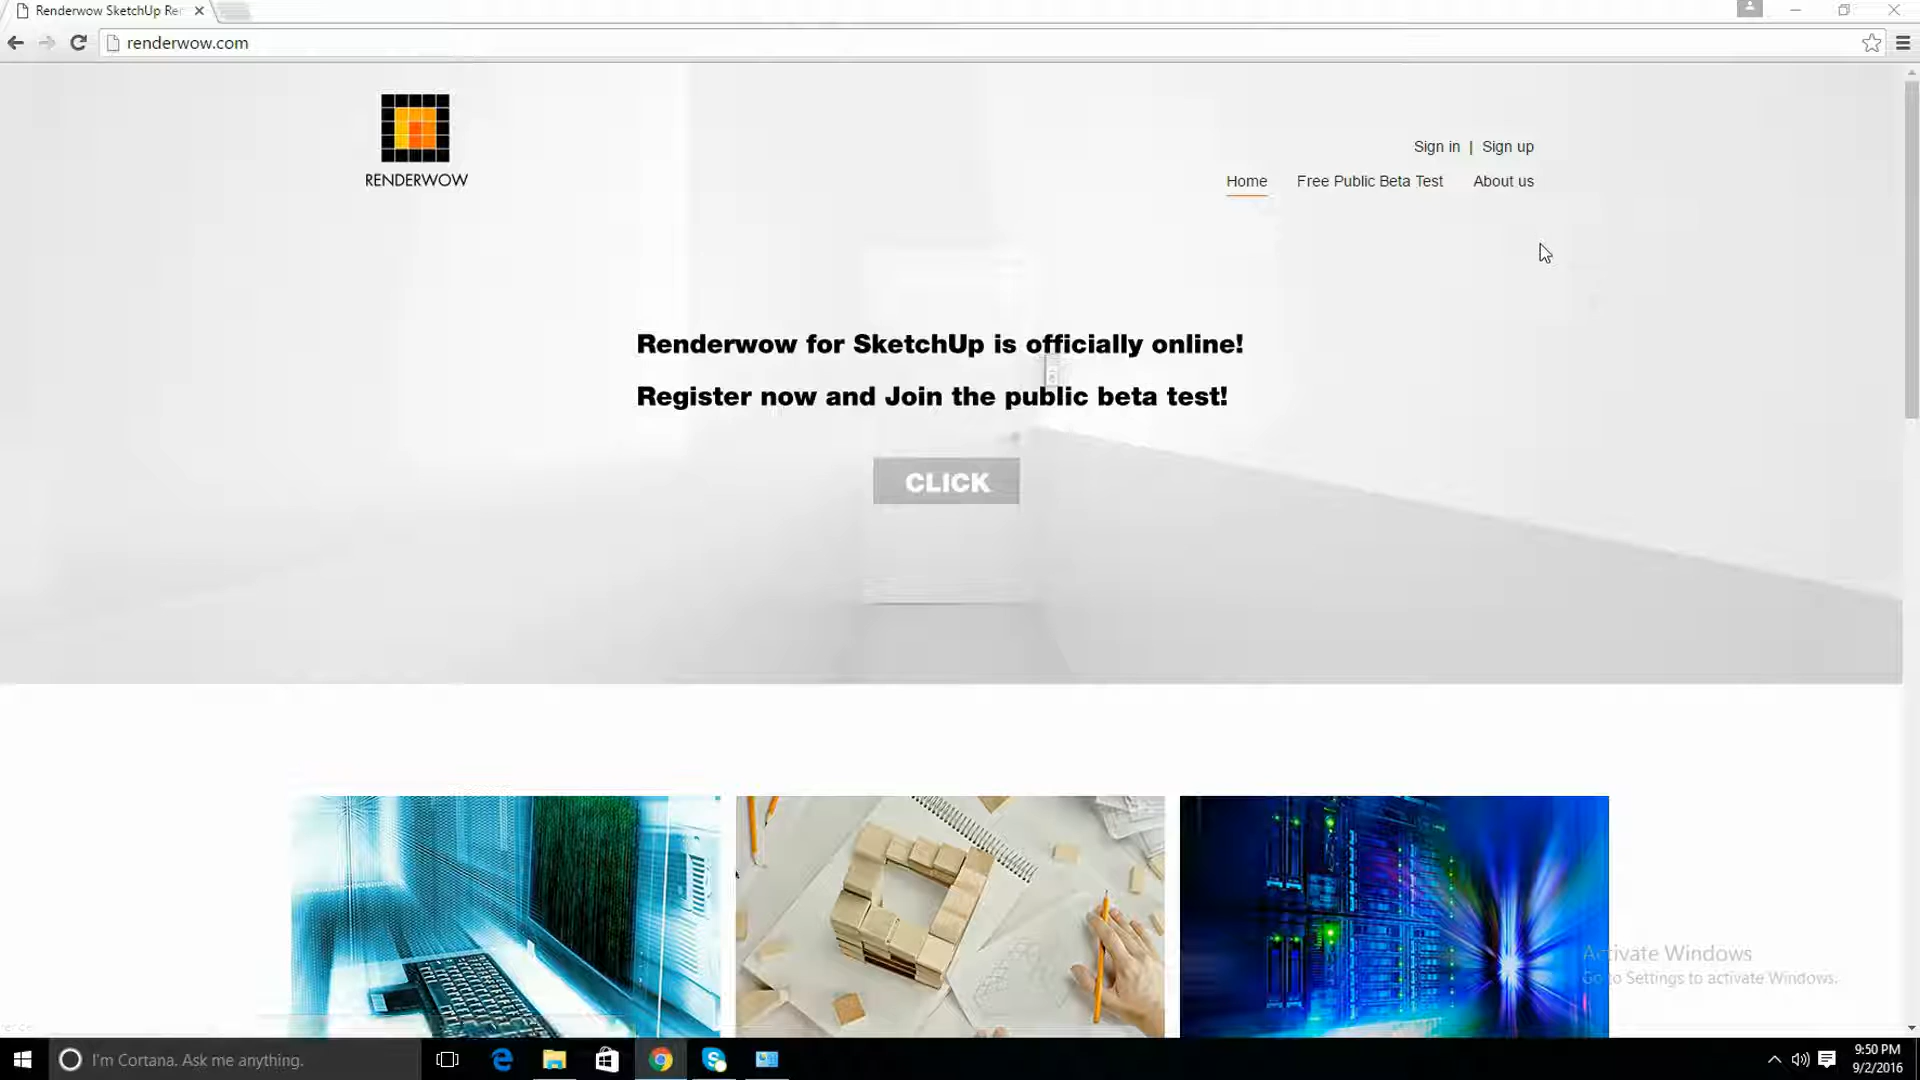 Renderwow SketchUp Re
renderwow.com
RENDERWOW
Sign in | Sign up
Home Free Public Beta Test About us
Renderwow for SketchUp is officially online!
Register now and Join the public beta test!
CLICK
Activate Windows
Go to Settings to activate Windows.
I'm Cortana. Ask me anything.
9:50 PM
9/2/2016